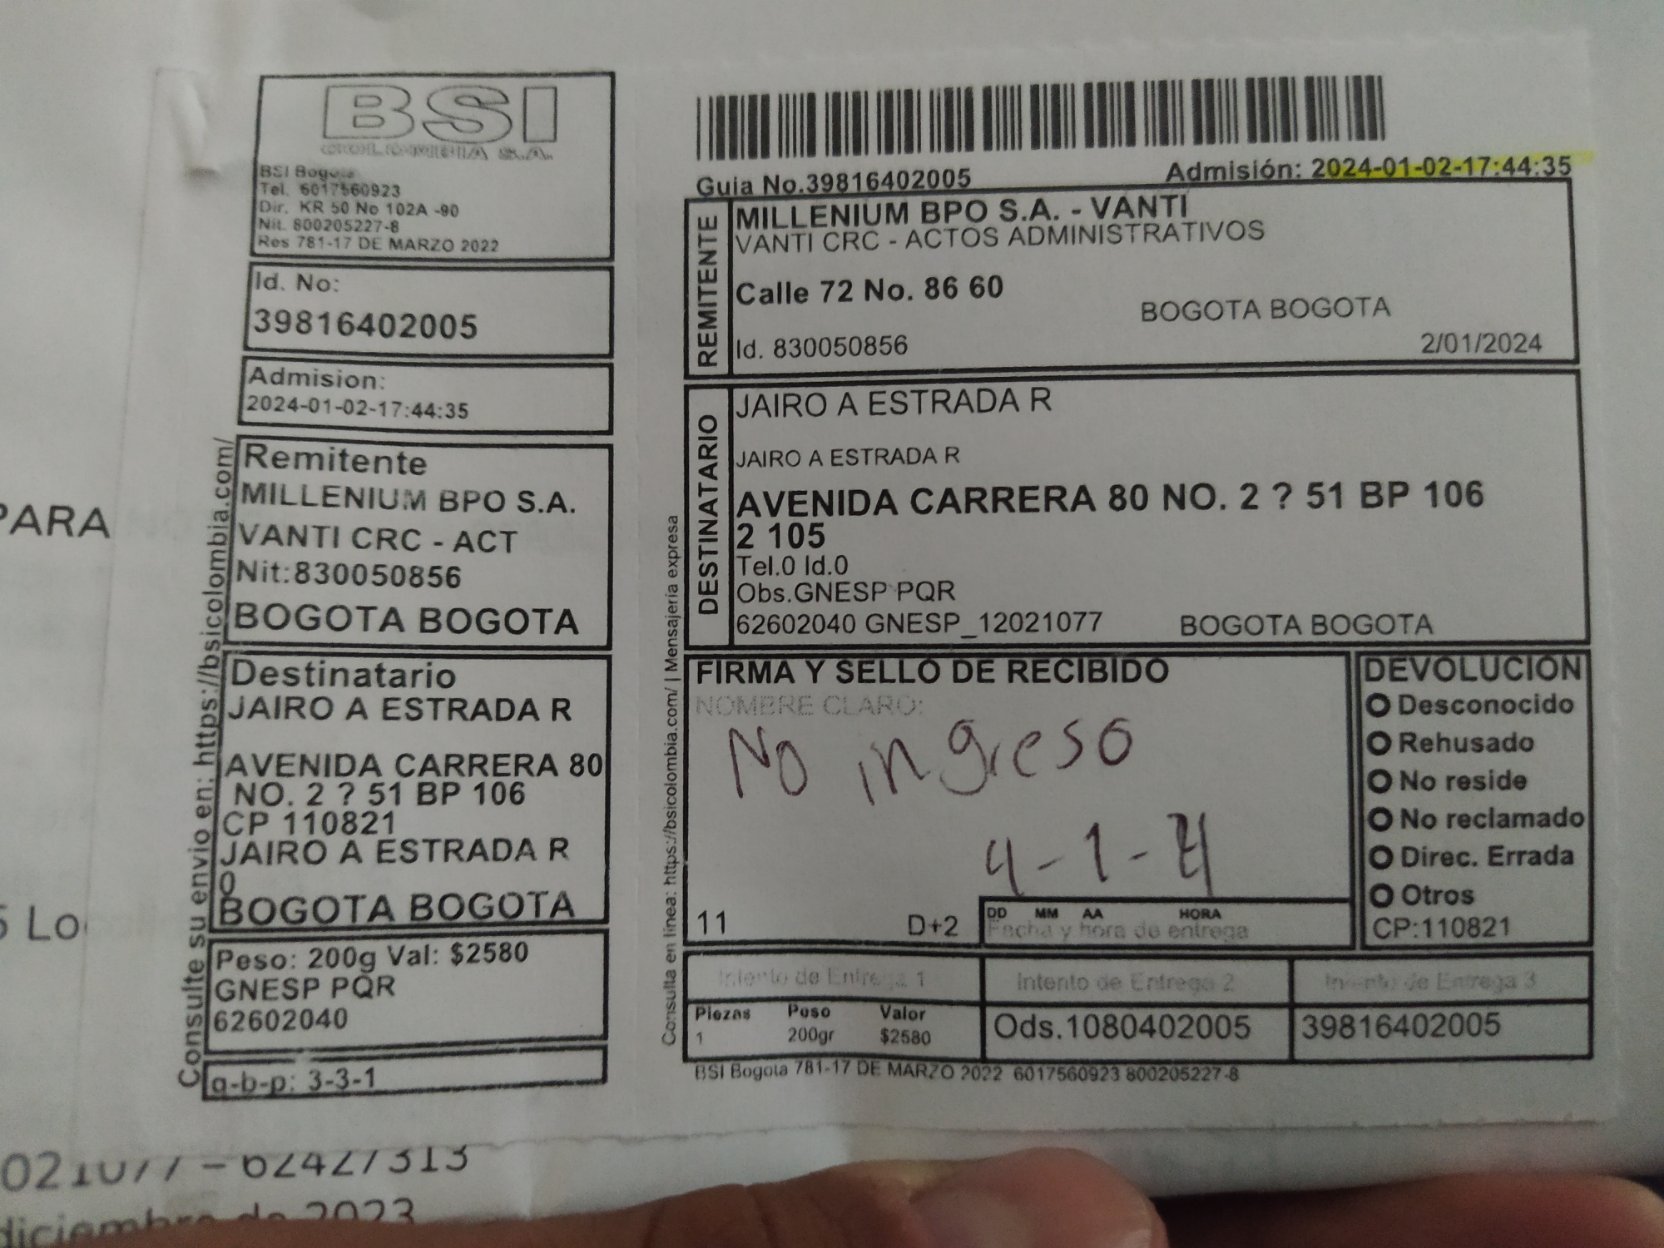 BSI
COLOMBIA S.A.
BSI Bogota
Tel. 6017560923
Dir. KR 50 No 102A -90
Nit. 800205227-8
Res 781-17 DE MARZO 2022
Id. No:
39816402005
Admision:
2024-01-02-17:44:35
Remitente
MILLENIUM BPO S.A.
VANTI CRC - ACT
Nit:830050856
BOGOTA BOGOTA
Destinatario
JAIRO A ESTRADA R
AVENIDA CARRERA 80
NO. 2 ? 51 BP 106
CP 110821
JAIRO A ESTRADA R
0
BOGOTA BOGOTA
Peso: 200g Val: $2580
GNESP PQR
62602040
q-b-p: 3-3-1
Consulte su envio en: https://bsicolombia.com/
Guia No.39816402005 Admisión: 2024-01-02-17:44:35
REMITENTE
MILLENIUM BPO S.A. - VANTI
VANTI CRC - ACTOS ADMINISTRATIVOS
Calle 72 No. 86 60
BOGOTA BOGOTA
Id. 830050856 2/01/2024
DESTINATARIO
JAIRO A ESTRADA R
JAIRO A ESTRADA R
AVENIDA CARRERA 80 NO. 2 ? 51 BP 106
2 105
Tel.0 Id.0
Obs.GNESP PQR
62602040 GNESP_12021077 BOGOTA BOGOTA
FIRMA Y SELLO DE RECIBIDO
NOMBRE CLARO:
No ingreso
4-1-
11 D+2
DD MM AA HORA
Fecha y hora de entrega
DEVOLUCION
Desconocido
Rehusado
No reside
No reclamado
Direc. Errada
Otros
CP:110821
Intento de Entrega 1 Intento de Entrega 2 Intento de Entrega 3
Piezas Peso Valor
1 200gr $2580
Ods.1080402005 39816402005
BSI Bogota 781-17 DE MARZO 2022 6017560923 800205227-8
Consulta en linea: https://bsicolombia.com/ | Mensajeria expresa
PARA
5 Lo
021077 - 62427313
diciembre de 2023